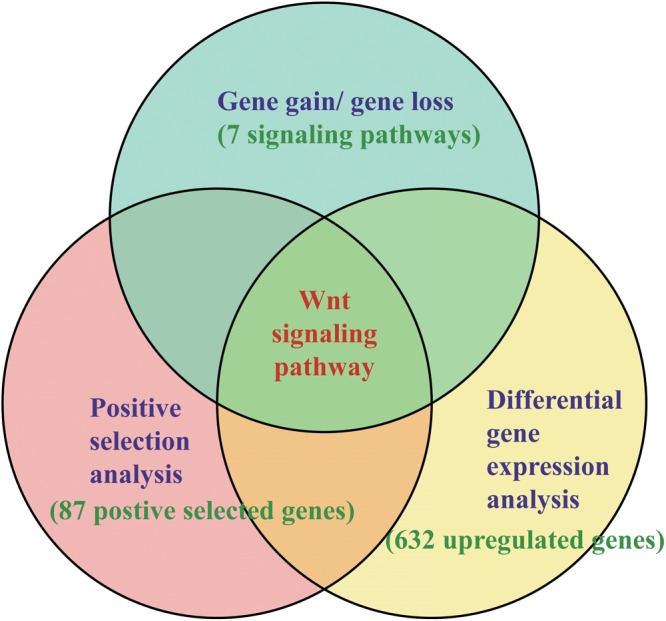 Gene gain/ gene loss
(7 signaling pathways)
Wnt
signaling
pathway
Positive
selection
analysis
(87 postive selected genes)
Differential
gene
expression
analysis
(632 upregulated genes)